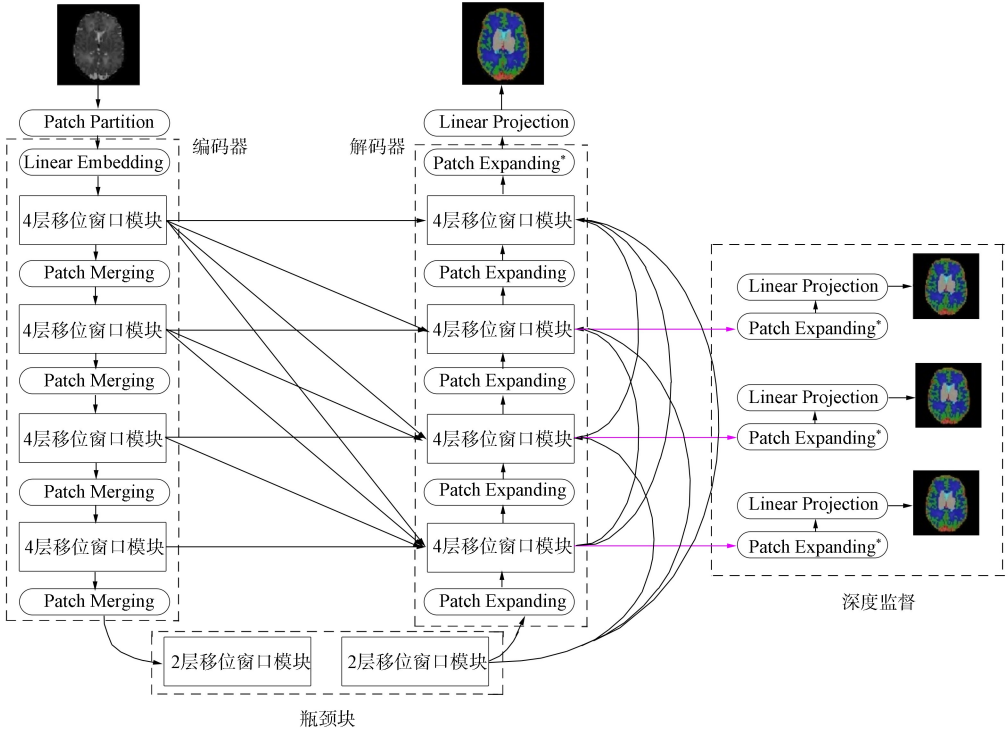 Patch Partition
编码器
Linear Embedding
4层移位窗口模块
Patch Merging
4层移位窗口模块
Patch Merging
4层移位窗口模块
Patch Merging
4层移位窗口模块
Patch Merging
2层移位窗口模块
2层移位窗口模块
瓶颈块
Linear Projection
解码器
Patch Expanding*
4层移位窗口模块
Patch Expanding
4层移位窗口模块
Patch Expanding
4层移位窗口模块
Patch Expanding
4层移位窗口模块
Patch Expanding
Linear Projection
Patch Expanding*
Linear Projection
Patch Expanding*
Linear Projection
Patch Expanding*
深度监督